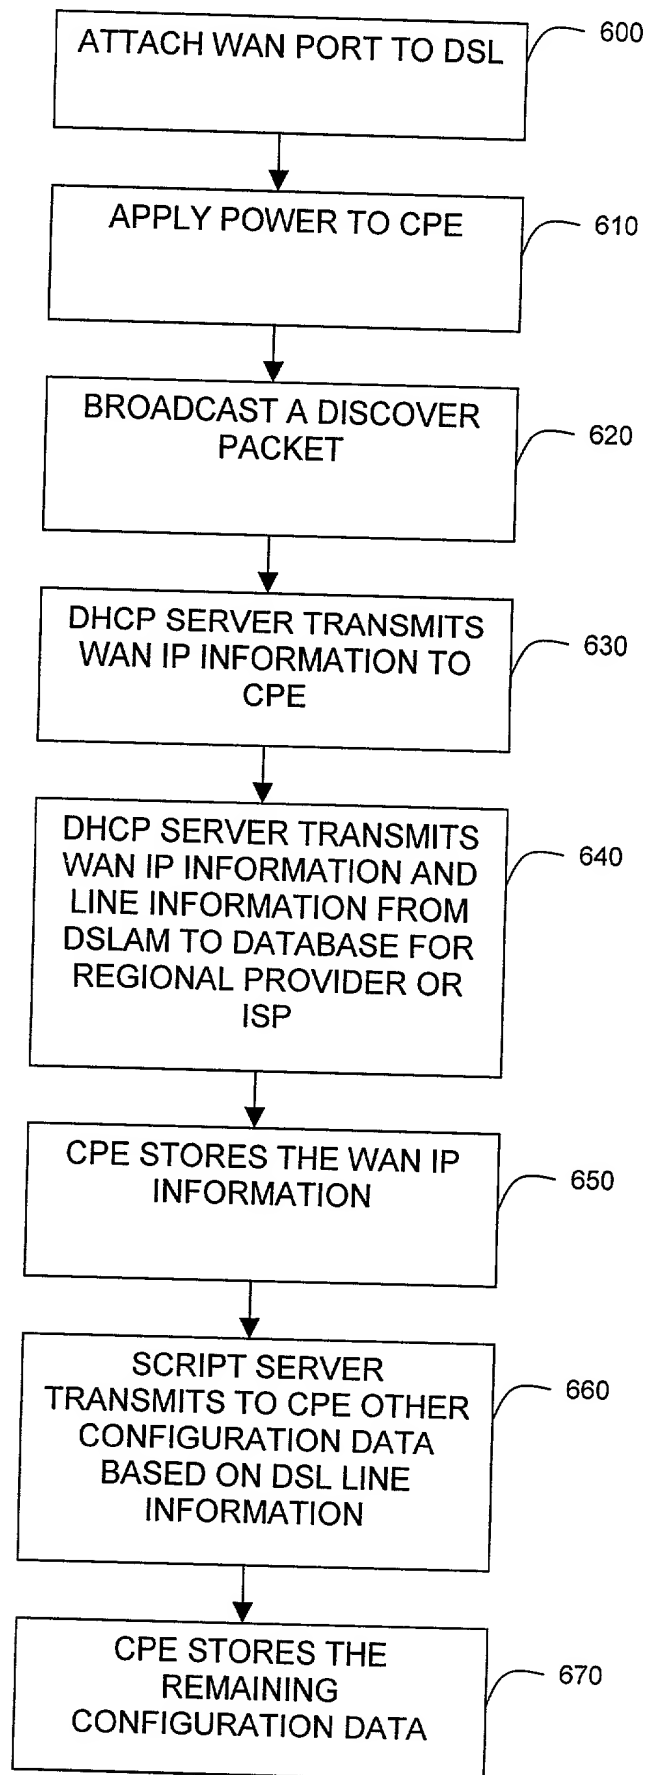 ATTACH WAN PORT TO DSL
600
APPLY POWER TO CPE
610
BROADCAST A DISCOVER
PACKET
620
DHCP SERVER TRANSMITS
WAN IP INFORMATION TO
CPE
630
DHCP SERVER TRANSMITS
WAN IP INFORMATION AND
LINE INFORMATION FROM
DSLAM TO DATABASE FOR
REGIONAL PROVIDER OR
ISP
640
CPE STORES THE WAN IP
INFORMATION
650
SCRIPT SERVER
TRANSMITS TO CPE OTHER
CONFIGURATION DATA
BASED ON DSL LINE
INFORMATION
660
CPE STORES THE
REMAINING
CONFIGURATION DATA
670